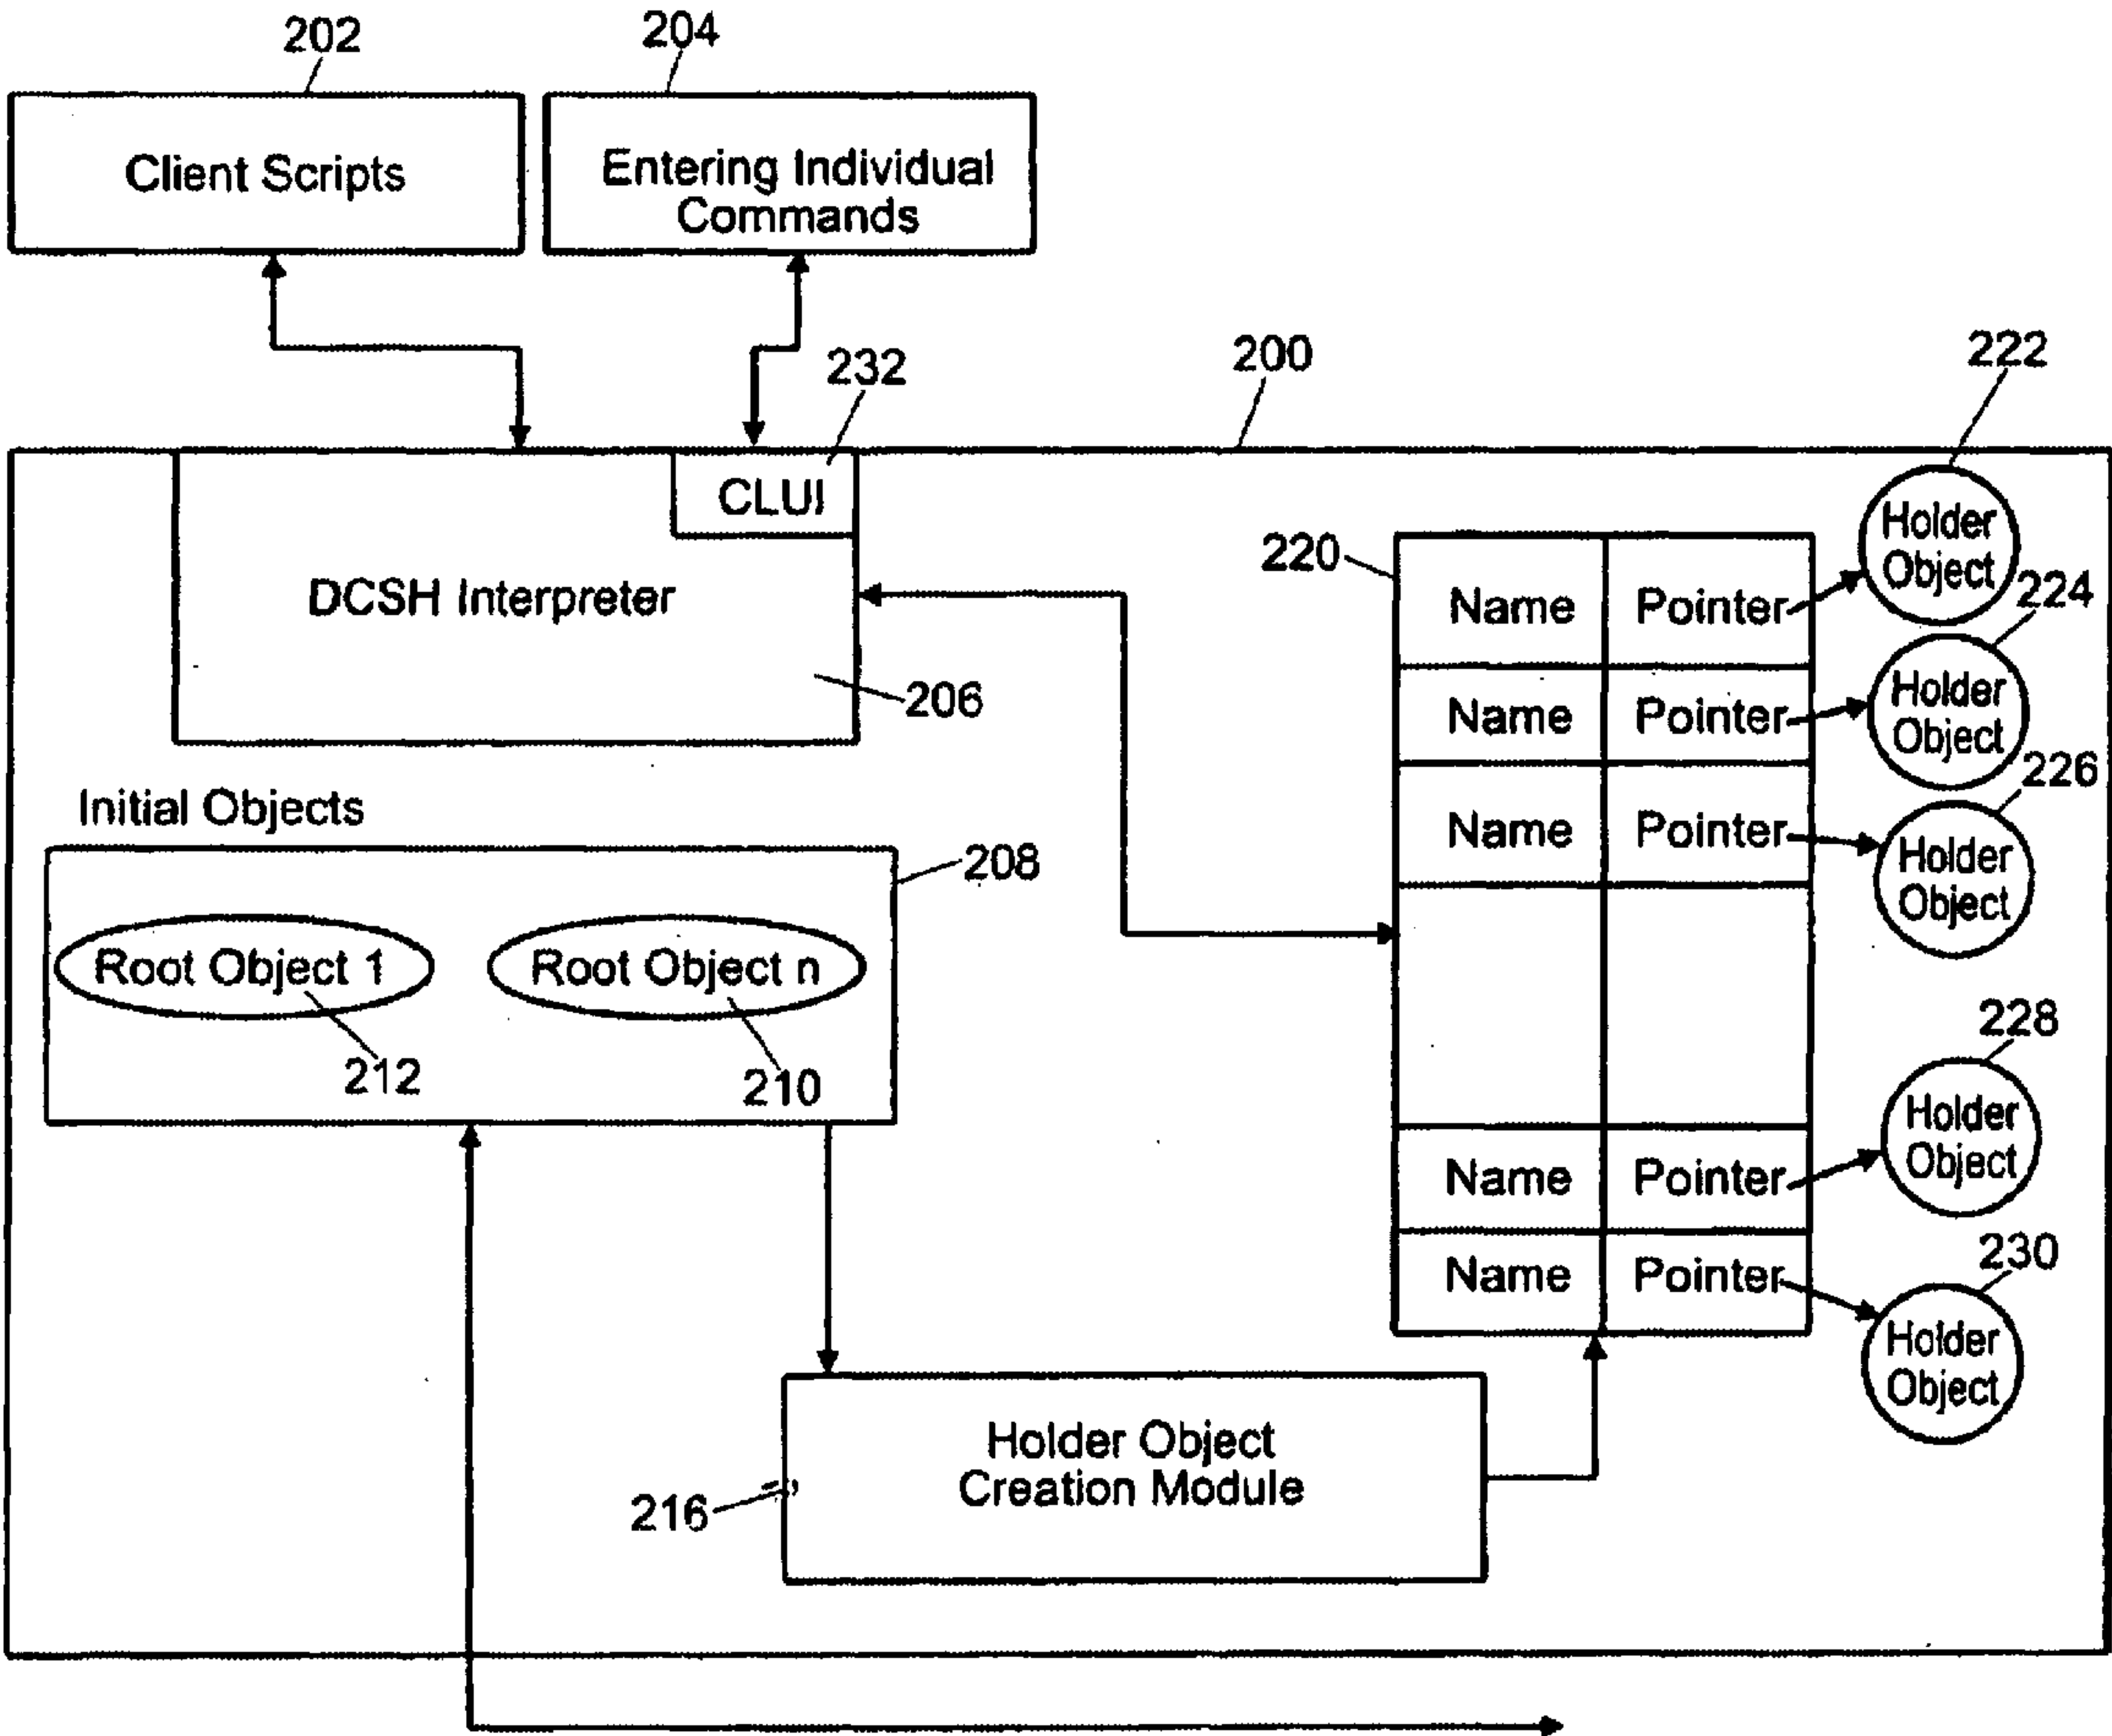 202
204
Client Scripts
Entering Individual
Commands
232
200
222
CLUI
DCSH Interpreter
206
220
Name
Pointer
Holder
Object
224
Name
Pointer
Holder
Object
226
Name
Pointer
Holder
Object
Initial Objects
208
Root Object 1
Root Object n
212
210
228
Name
Pointer
Holder
Object
230
Name
Pointer
Holder
Object
Holder Object
Creation Module
216